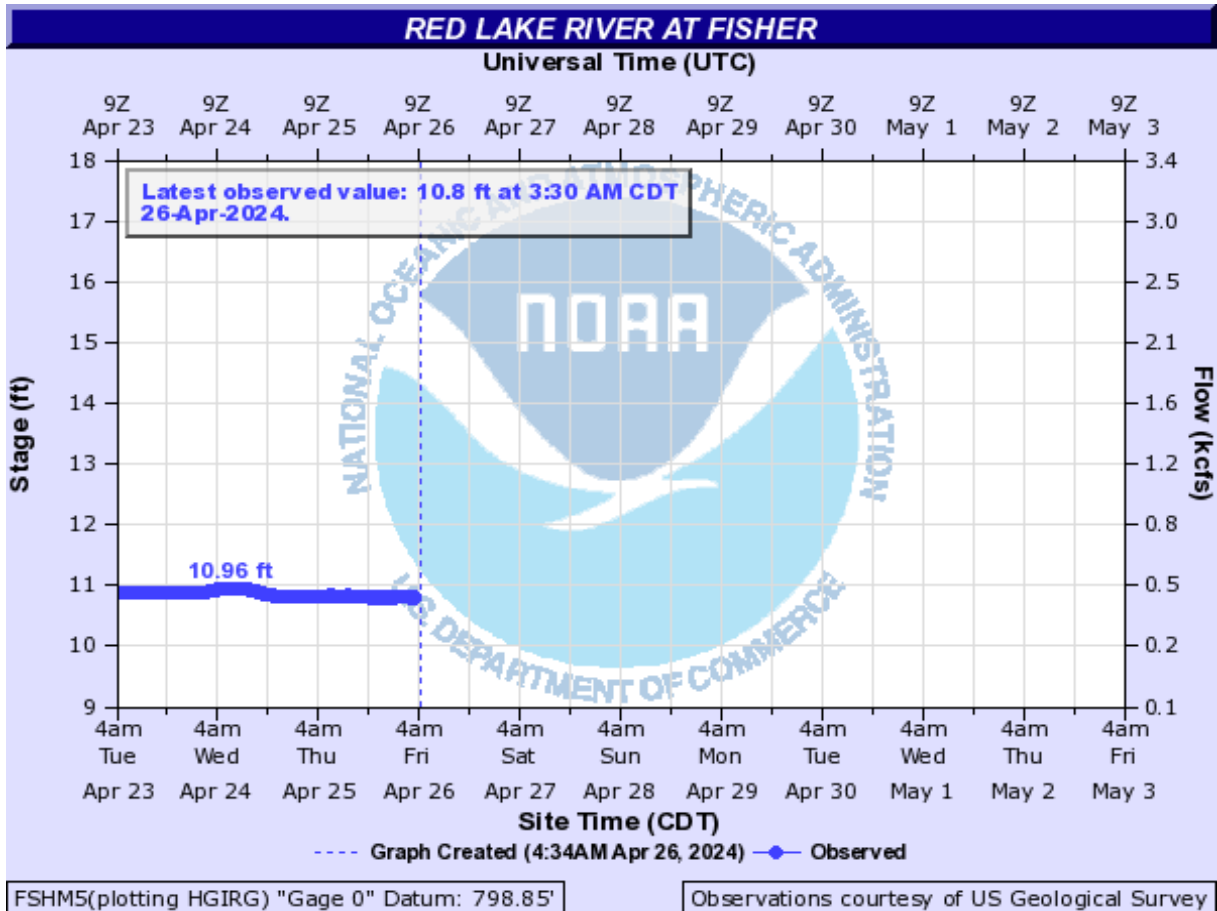 RED LAKE RIVER AT FISHER
Universal Time (UTC)
9Z 9Z 9Z 9Z 9Z 9Z 9Z 9Z 9Z 9Z 9Z
Apr 23 Apr 24 Apr 25 Apr 26 Apr 27 Apr 28 Apr 29 Apr 30 May 1 May 2 May 3
Latest observed value: 10.8 ft at 3:30 AM CDT
26-Apr-2024.
Stage (ft)
18
17
16
15
14
13
12
11
10
9
10.96 ft
NATIONAL OCEANIC AND ATMOSPHERIC ADMINISTRATION
NOAA
U.S. DEPARTMENT OF COMMERCE
3.4
3.0
2.5
2.1
1.6
1.2
0.8
0.5
0.2
0.1
Flow (kcfs)
4am 4am 4am 4am 4am 4am 4am 4am 4am 4am 4am
Tue Wed Thu Fri Sat Sun Mon Tue Wed Thu Fri
Apr 23 Apr 24 Apr 25 Apr 26 Apr 27 Apr 28 Apr 29 Apr 30 May 1 May 2 May 3
Site Time (CDT)
Graph Created (4:34AM Apr 26, 2024) Observed
FSHM5(plotting HGIRG) "Gage 0" Datum: 798.85' Observations courtesy of US Geological Survey